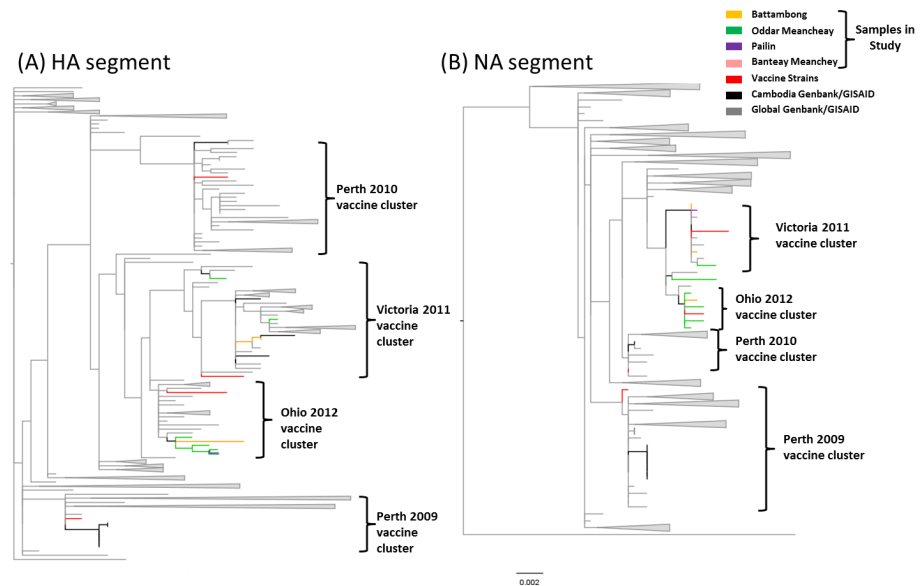 Battambong
Oddar Meancheay
Pailin
Banteay Meanchey
Vaccine Strains
Cambodia Genbank/GISAID
Global Genbank/GISAID
Samples in
Study
(A) HA segment
(B) NA segment
Perth 2010
vaccine cluster
Victoria 2011
vaccine
cluster
Ohio 2012
vaccine
cluster
Perth 2009
vaccine
cluster
Victoria 2011
vaccine cluster
Ohio 2012
vaccine cluster
Perth 2010
vaccine cluster
Perth 2009
vaccine cluster
0.002